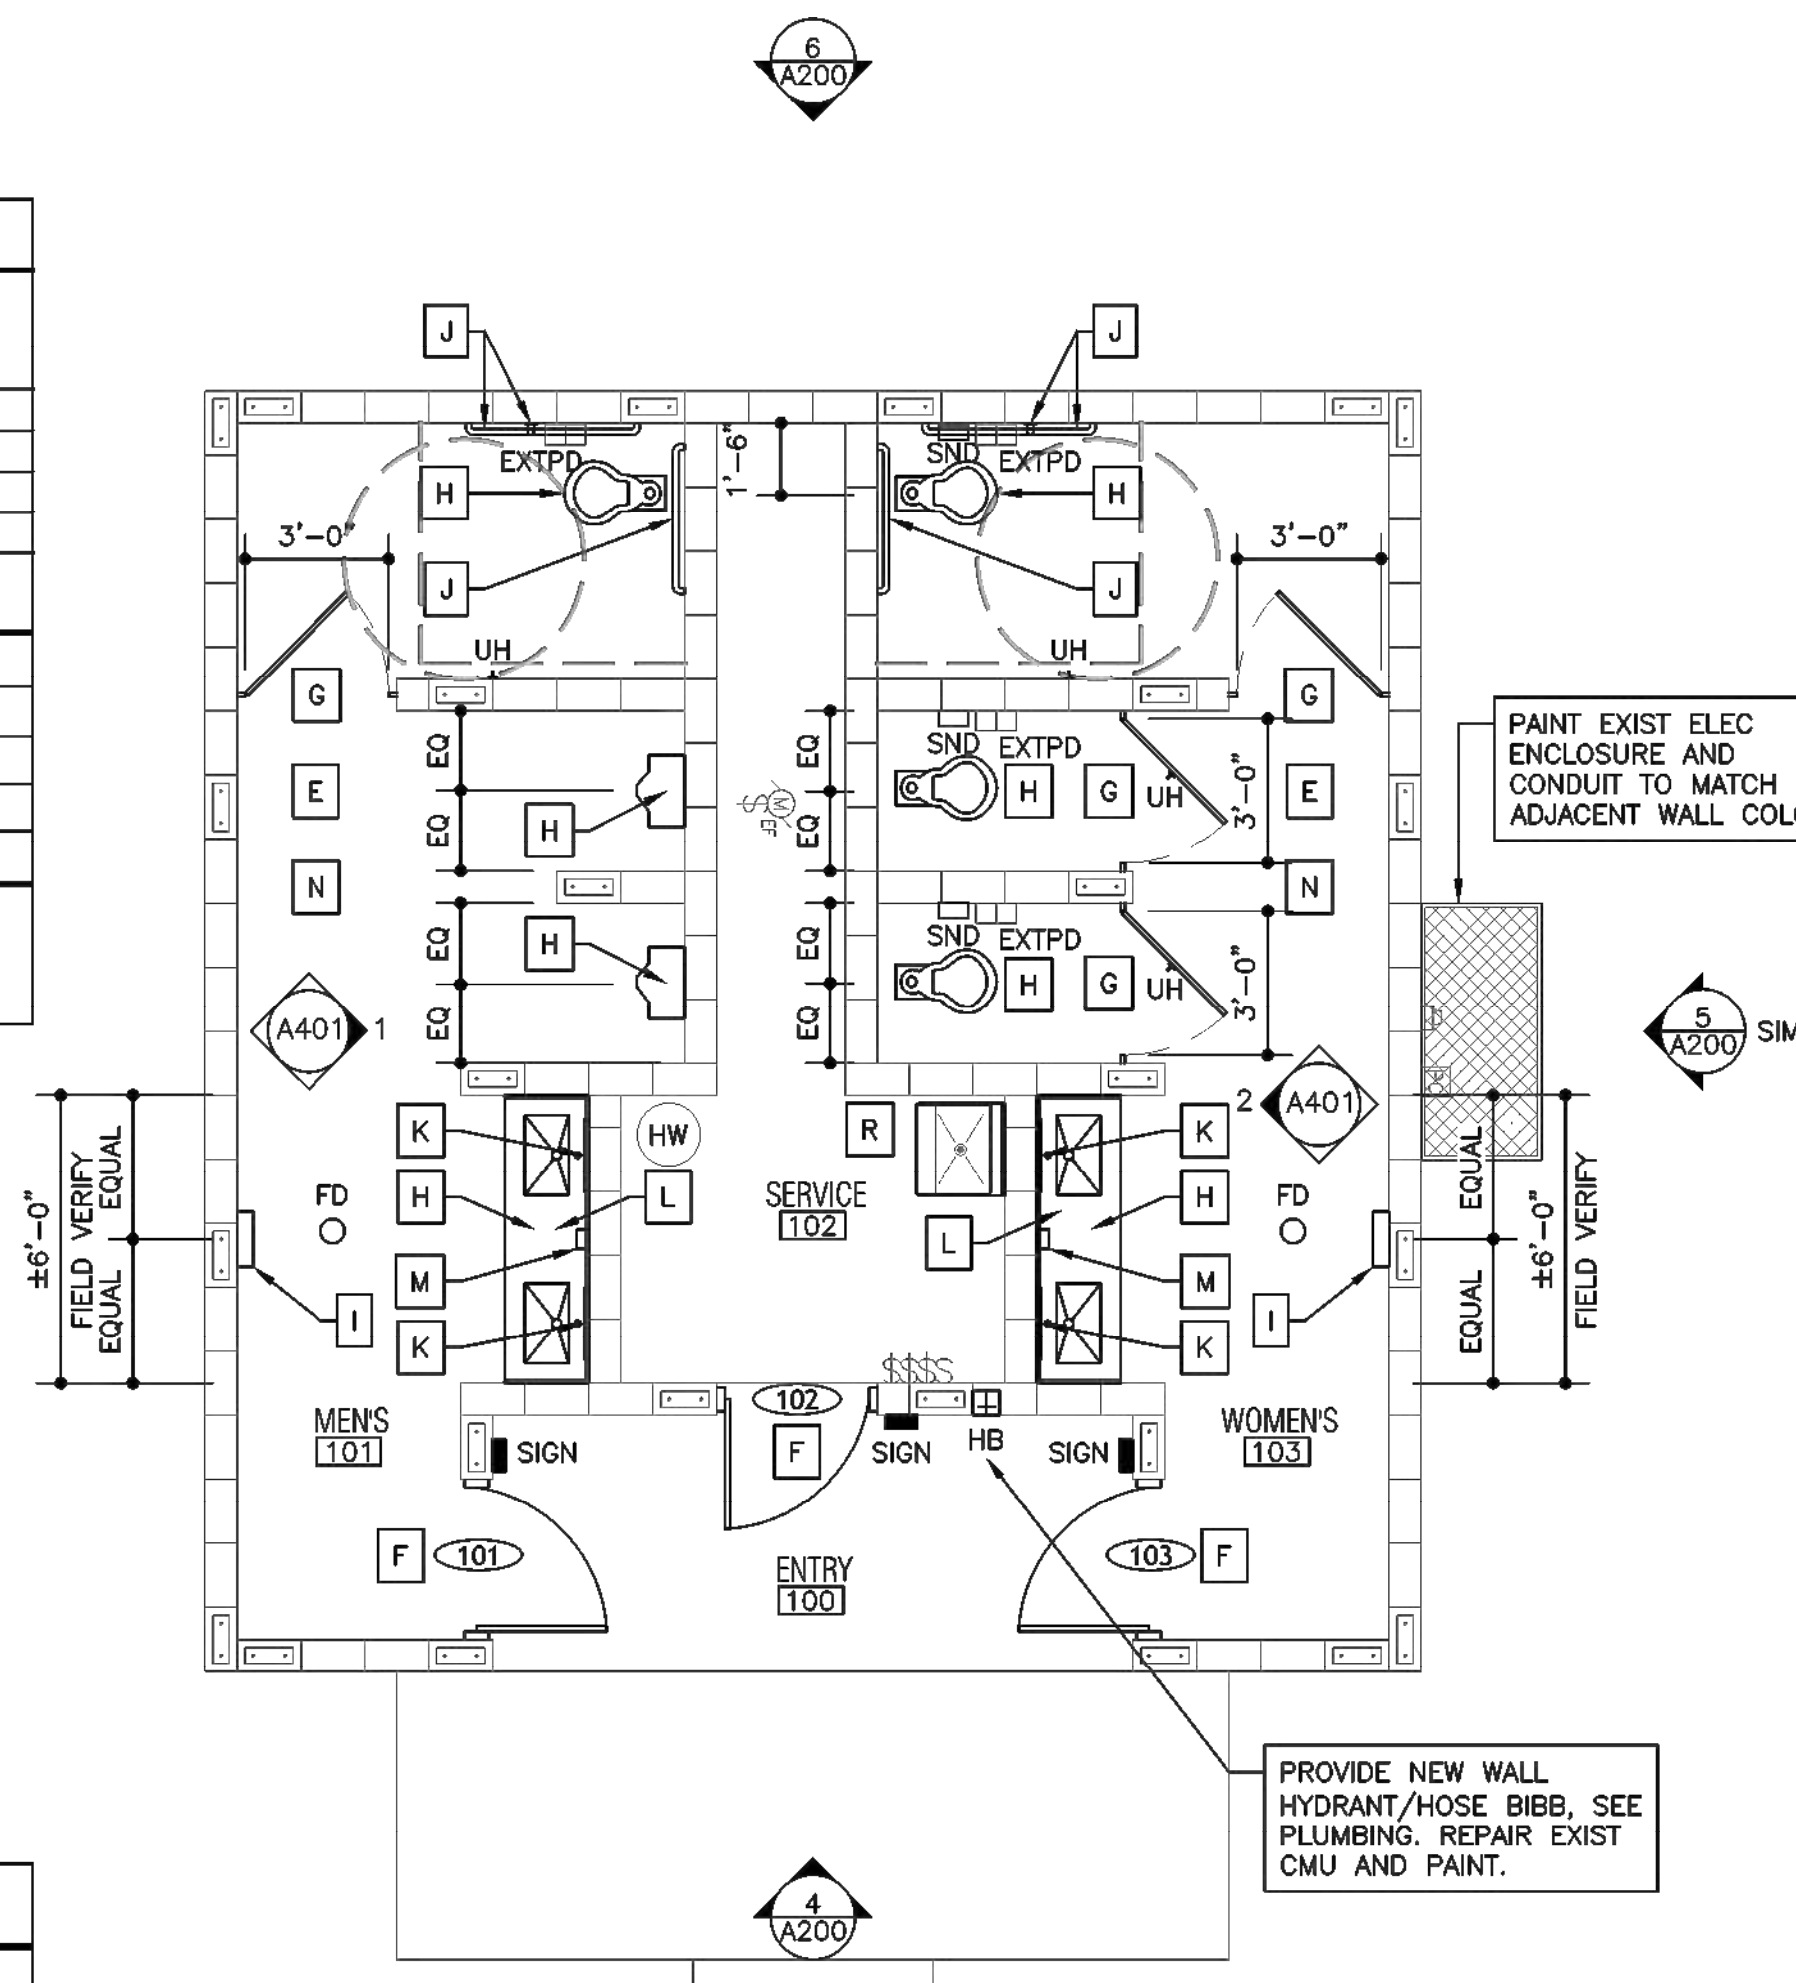 6
A200
J
J
1'-6"
EXTPD
SND
EXTPD
H
H
3'-0"
3'-0"
J
J
UH
UH
G
G
EQ
EQ
SND
EXTPD
PAINT EXIST ELEC
ENCLOSURE AND
CONDUIT TO MATCH
E
H
G
UH
3'-0"
E
ADJACENT WALL
M
EF
H
EQ
EQ
N
N
H
EQ
EQ
SND
EXTPD
H
G
UH
3'-0"
A401
1
EQ
EQ
5
A200
SIM
2
A401
K
HW
R
K
±6'-0"
FIELD VERIFY
EQUAL
EQUAL
FD
H
L
SERVICE
102
L
H
FD
EQUAL
EQUAL
±6'-0"
FIELD VERIFY
M
M
I
I
K
K
$$$$
MEN'S
101
102
WOMEN'S
103
SIGN
F
SIGN
HB
SIGN
F
101
ENTRY
100
103
F
PROVIDE NEW WALL
HYDRANT/HOSE BIBB, SEE
PLUMBING. REPAIR EXIST
CMU AND PAINT.
4
A200